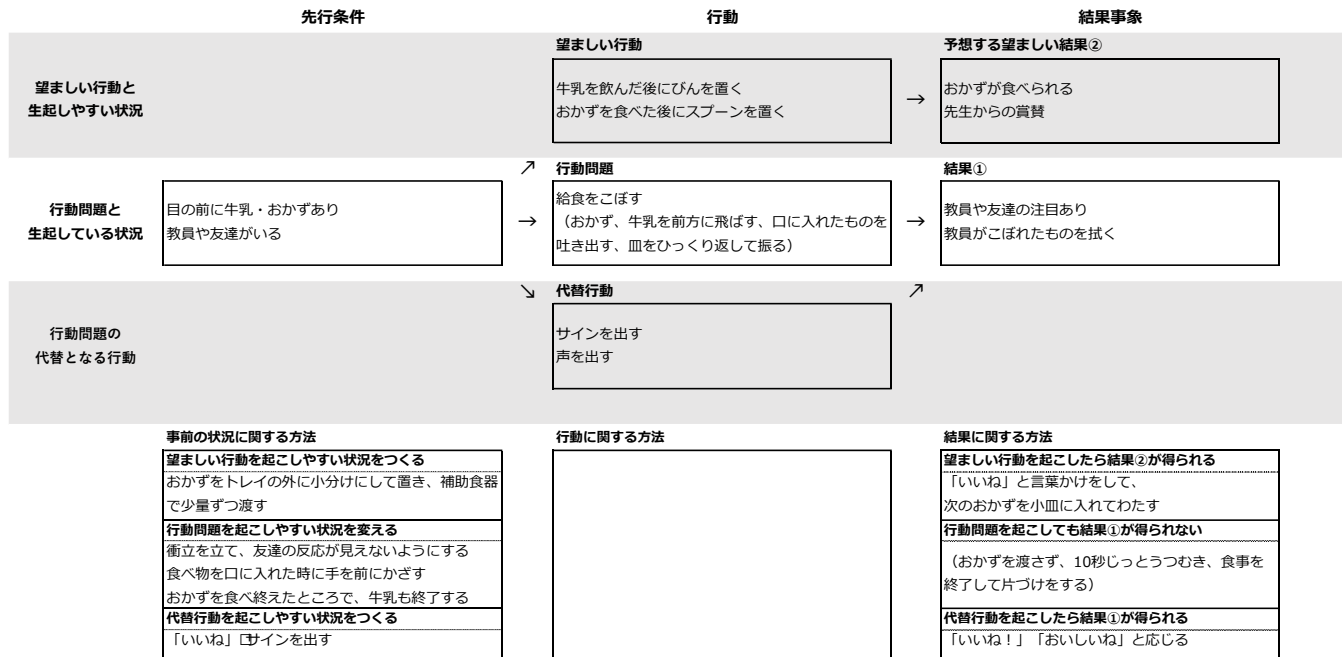 先行条件
行動
結果事象
望ましい行動と
生起しやすい状況
望ましい行動
牛乳を飲んだ後にびんを置く
おかずを食べた後にスプーンを置く
→
予想する望ましい結果②
おかずが食べられる
先生からの賞賛
行動問題と
生起している状況
目の前に牛乳・おかずあり
教員や友達がいる
↗
→
行動問題
給食をこぼす
（おかず、牛乳を前方に飛ばす、口に入れたものを
吐き出す、皿をひっくり返して振る）
→
結果①
教員や友達の注目あり
教員がこぼれたものを拭く
行動問題の
代替となる行動
↘
代替行動
サインを出す
声を出す
↗
事前の状況に関する方法
望ましい行動を起こしやすい状況をつくる
おかずをトレイの外に小分けにして置き、補助食器
で少量ずつ渡す
行動問題を起こしやすい状況を変える
衝立を立て、友達の反応が見えないようにする
食べ物を口に入れた時に手を前にかざす
おかずを食べ終えたところで、牛乳も終了する
代替行動を起こしやすい状況をつくる
「いいね」サインを出す
行動に関する方法
結果に関する方法
望ましい行動を起こしたら結果②が得られる
「いいね」と言葉かけをして、
次のおかずを小皿に入れてわたす
行動問題を起こしても結果①が得られない
（おかずを渡さず、10秒じっとうつむき、食事を
終了して片づけをする）
代替行動を起こしたら結果①が得られる
「いいね！」「おいしいね」と応じる